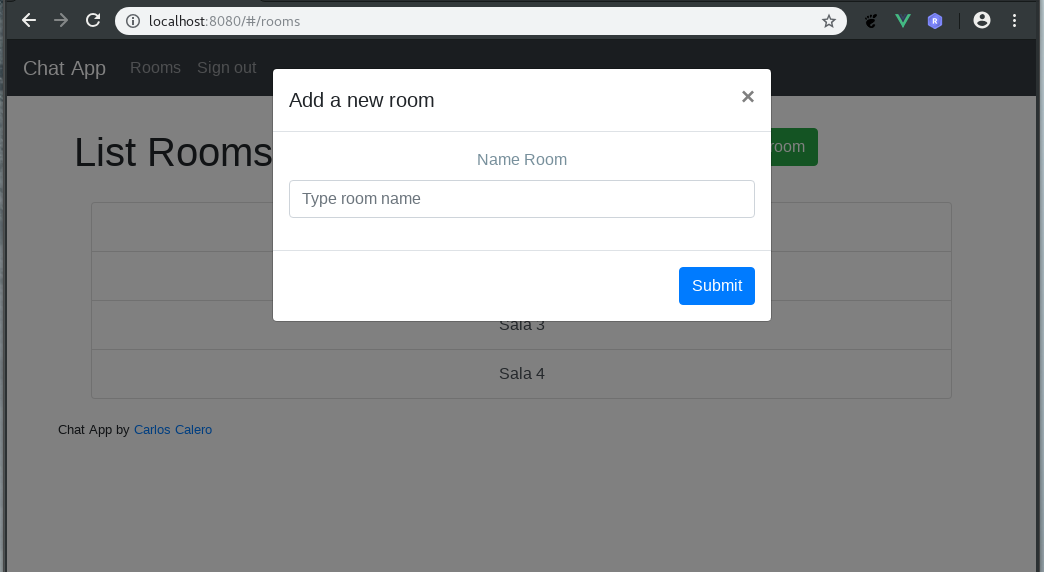 localhost:8080/#/rooms
Chat App Rooms Sign out
Add a new room ×
List Rooms
room
Name Room
Type room name
Submit
Sala 3
Sala 4
Chat App by Carlos Calero